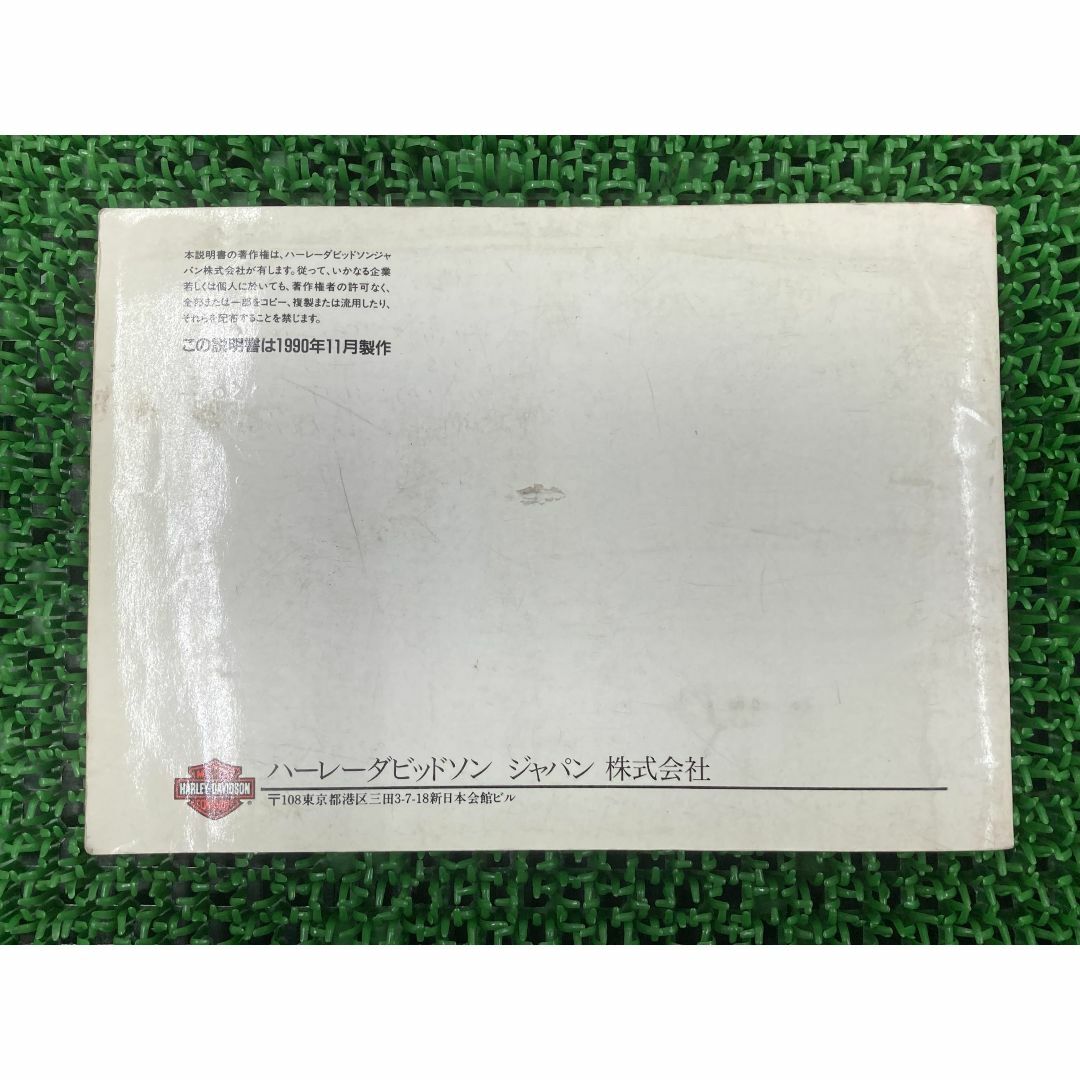 本説明書の著作権は、ハーレーダビッドソンジャ
パン株式会社が有します。従って、いかなる企業
若しくは個人に於いても、著作権者の許可なく、
全部または一部をコピー、複製または流用したり、
それらを配布することを禁じます。
この説明書は1990年11月製作
ハーレーダビッドソン ジャパン 株式会社
HARLEY-DAVIDSON
〒108東京都港区三田3-7-18新日本会館ビル